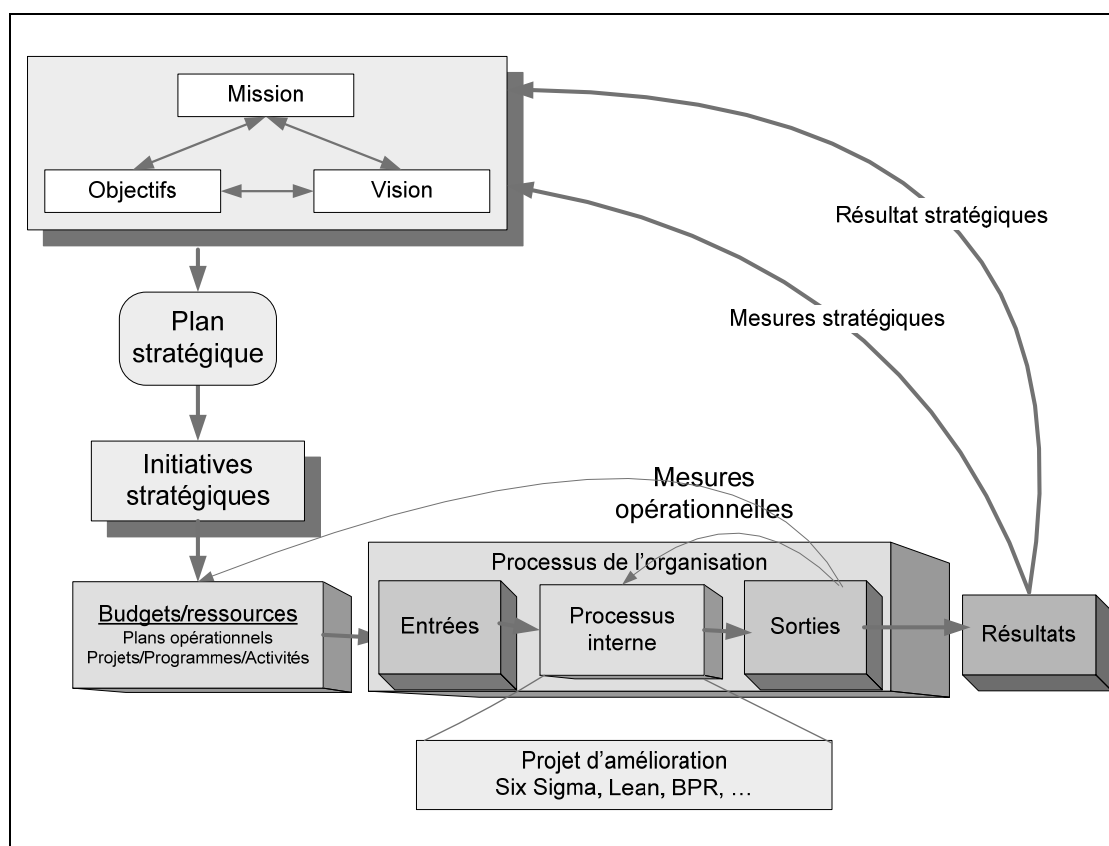 Mission
Objectifs
Vision
Résultat stratégiques
Mesures stratégiques
Plan
stratégique
Initiatives
stratégiques
Mesures
opérationnelles
Processus de l'organisation
Budgets/ressources
Plans opérationnels
Projets/Programmes/Activités
Entrées
Processus
interne
Sorties
Résultats
Projet d'amélioration
Six Sigma, Lean, BPR, …